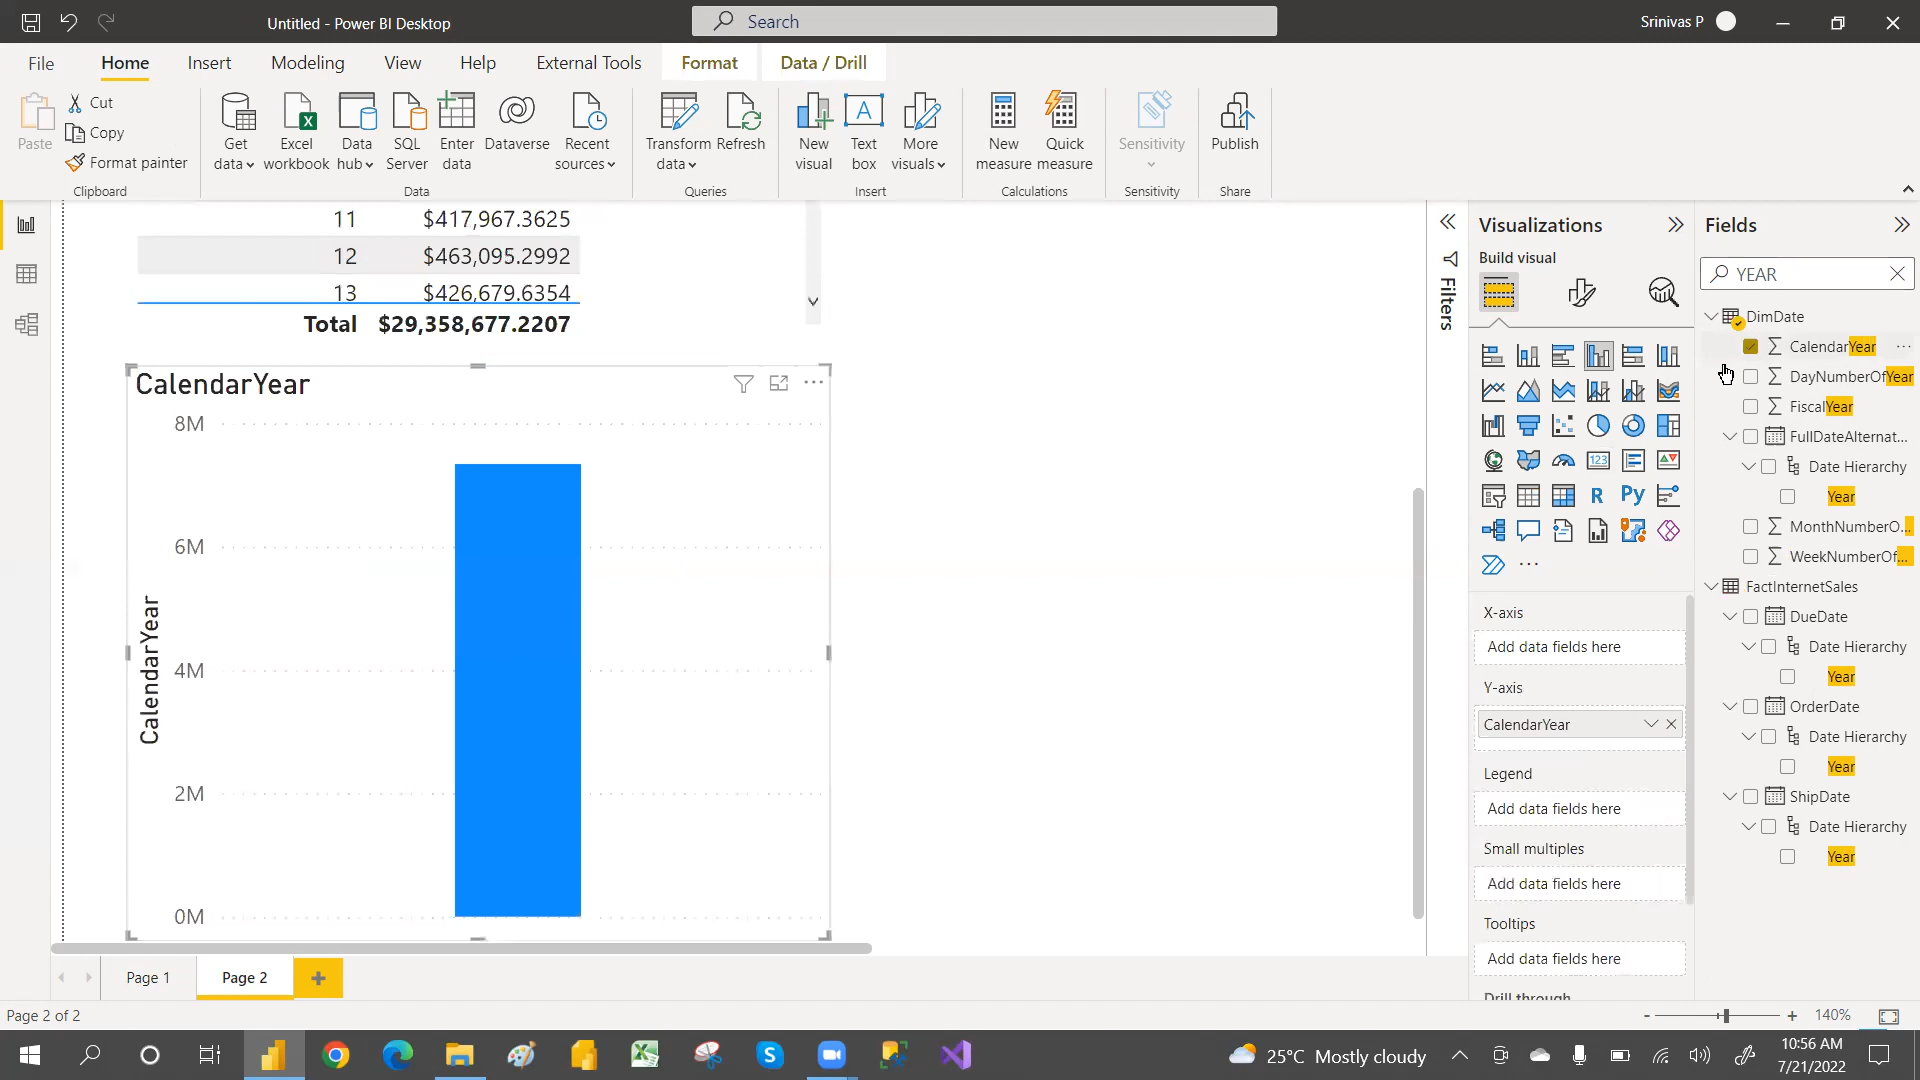 Untitled - Power BI Desktop
Search
Srinivas P
File
Home
Insert
Modeling
View
Help
External Tools
Format
Data / Drill
Paste
Cut
Copy
Format painter
Clipboard
Get data
Excel workbook
Data hub
SQL Server
Enter data
Dataverse
Recent sources
Data
Transform data
Refresh
Queries
New visual
A
Text box
More visuals
Insert
New measure
Quick measure
Calculations
Sensitivity
Sensitivity
Publish
Share
11 $417,967.3625
12 $463,095.2992
13 $426,679.6354
Total $29,358,677.2207
CalendarYear
8M
6M
4M
2M
0M
CalendarYear
Filters
Visualizations
Build visual
123
R
Py
X-axis
Add data fields here
Y-axis
CalendarYear
Legend
Add data fields here
Small multiples
Add data fields here
Tooltips
Add data fields here
Drill through
Fields
YEAR
DimDate
CalendarYear
DayNumberOfYear
FiscalYear
FullDateAlternat...
Date Hierarchy
Year
MonthNumberO...
WeekNumberOf...
FactInternetSales
DueDate
Date Hierarchy
Year
OrderDate
Date Hierarchy
Year
ShipDate
Date Hierarchy
Year
Page 1
Page 2
Page 2 of 2
140%
25°C Mostly cloudy
10:56 AM
7/21/2022